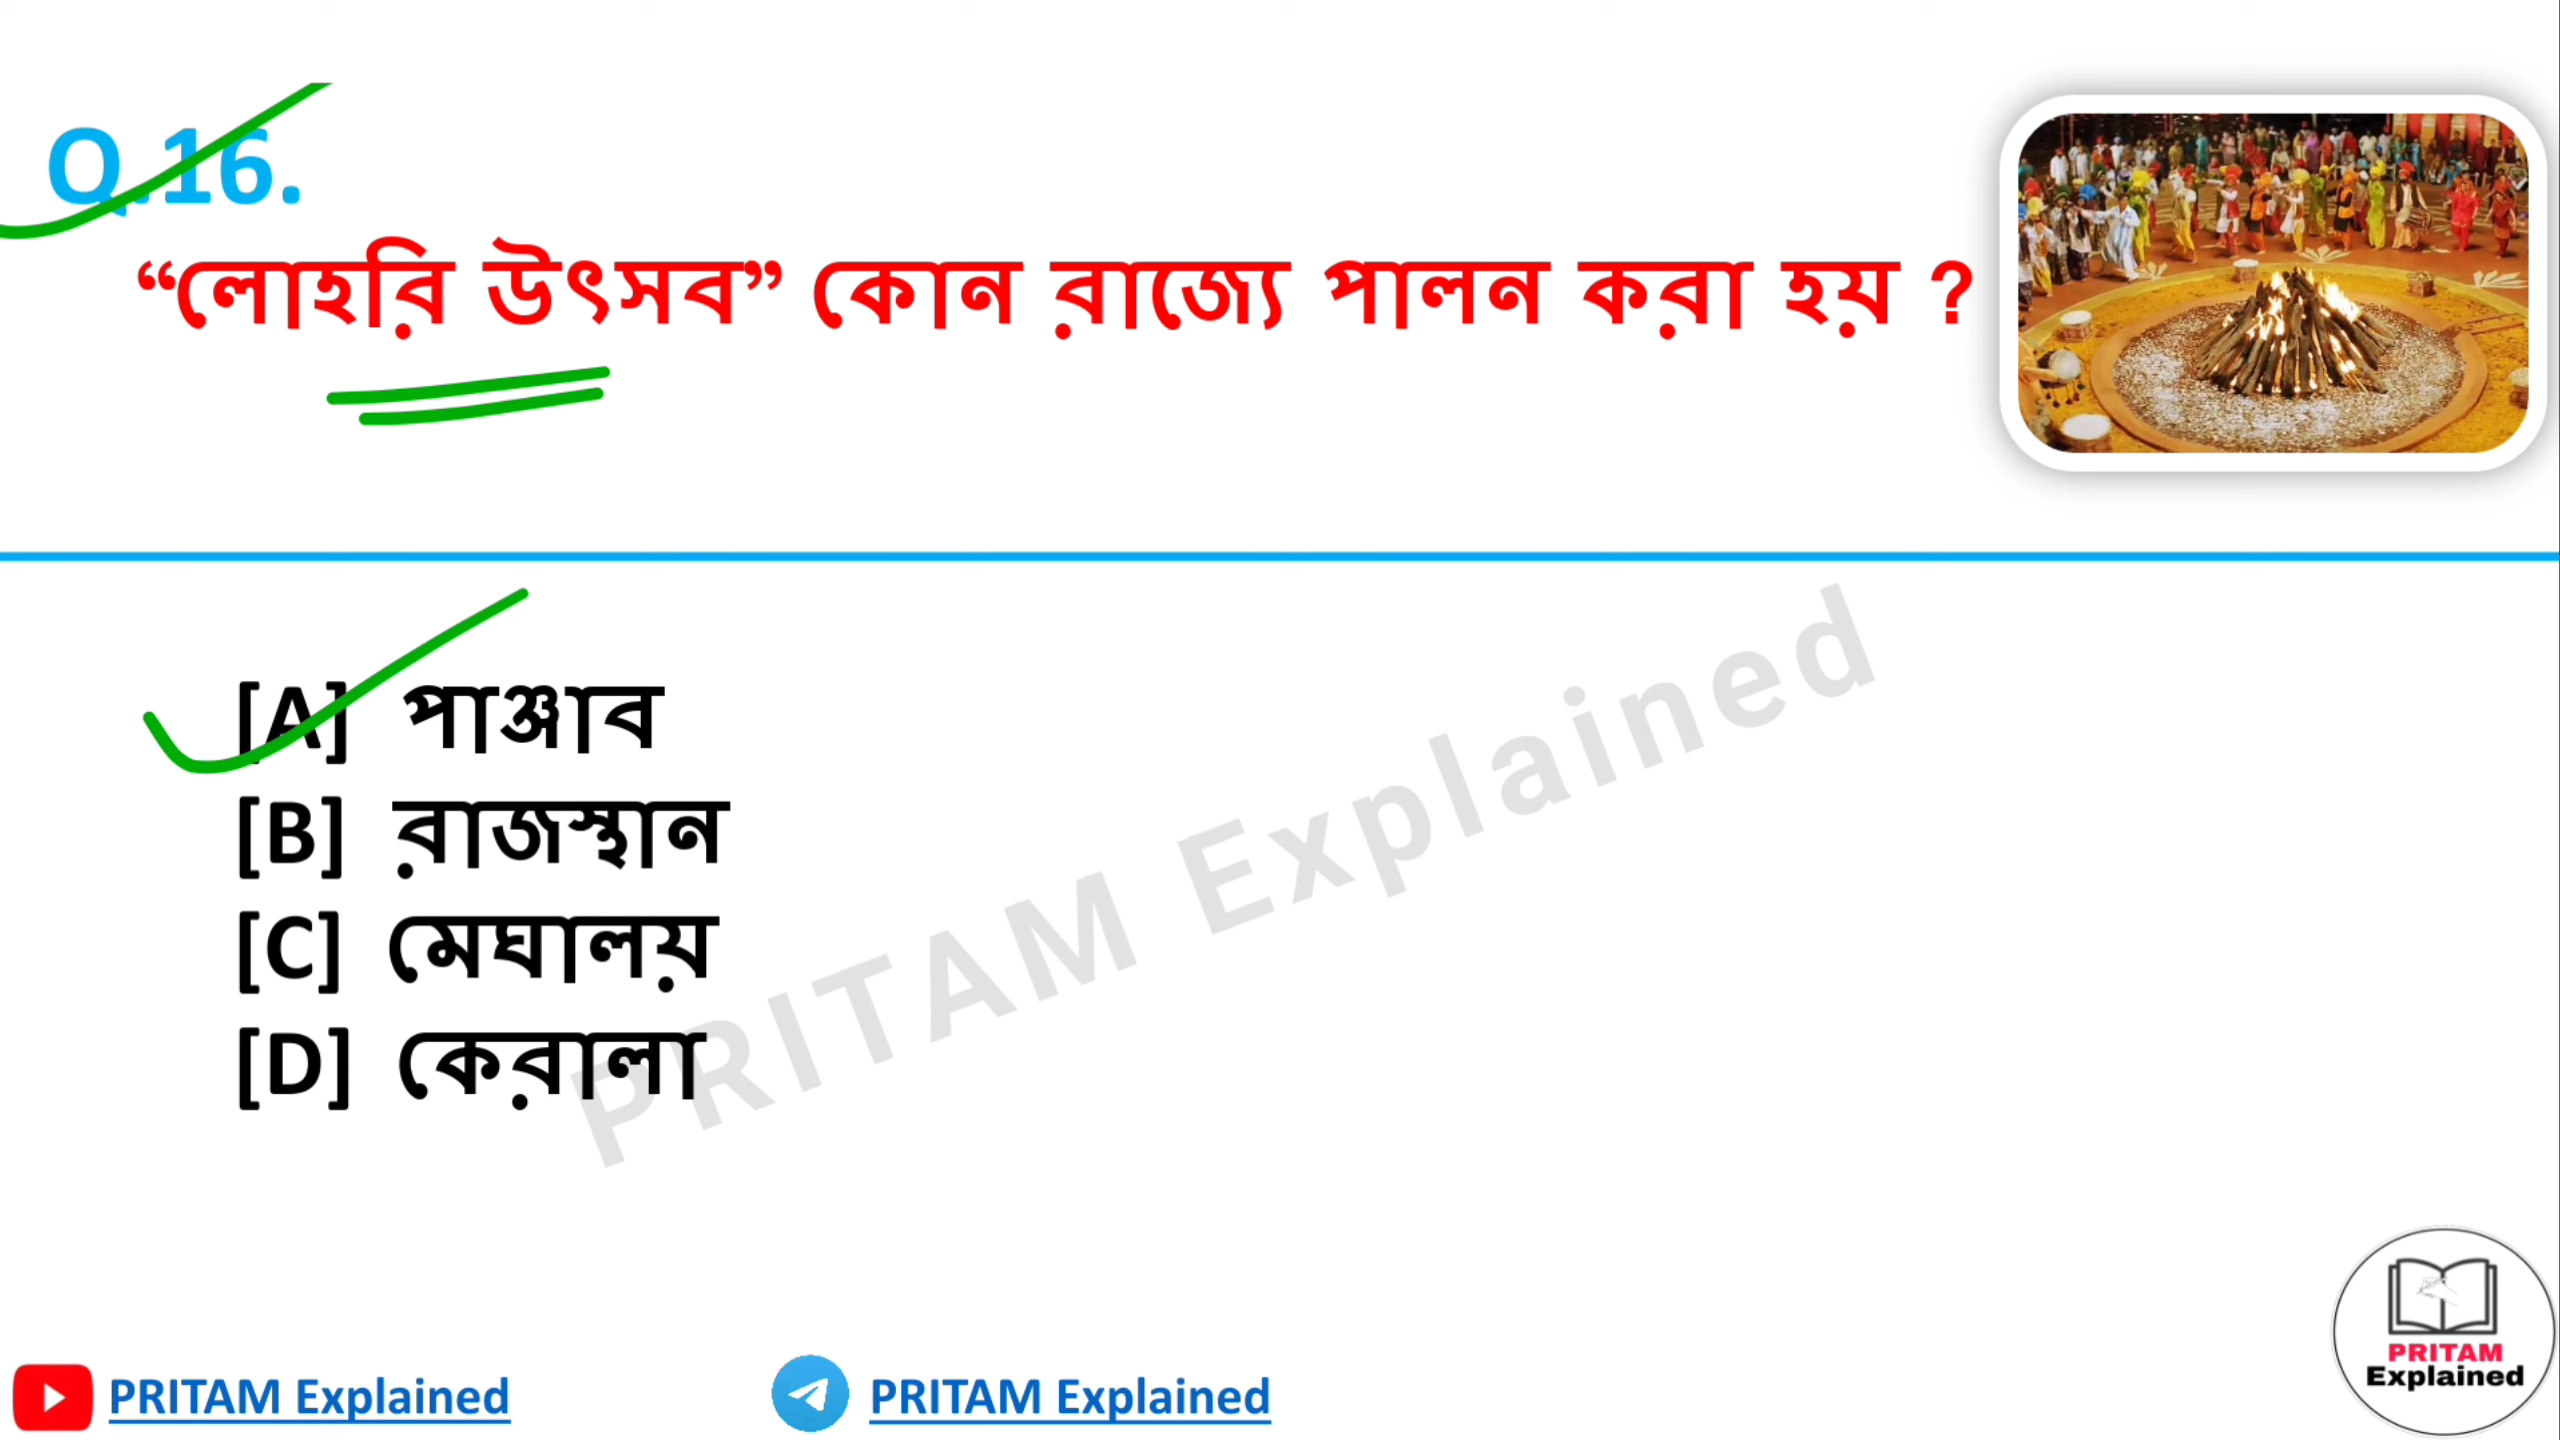 Q.16.
“লোহরি উৎসব” কোন রাজ্যে পালন করা হয় ?
[A] পাঞ্জাব
[B] রাজস্থান
[C] মেঘালয়
[D] কেরালা
PRITAM Explained
PRITAM Explained
PRITAM Explained
PRITAM
Explained